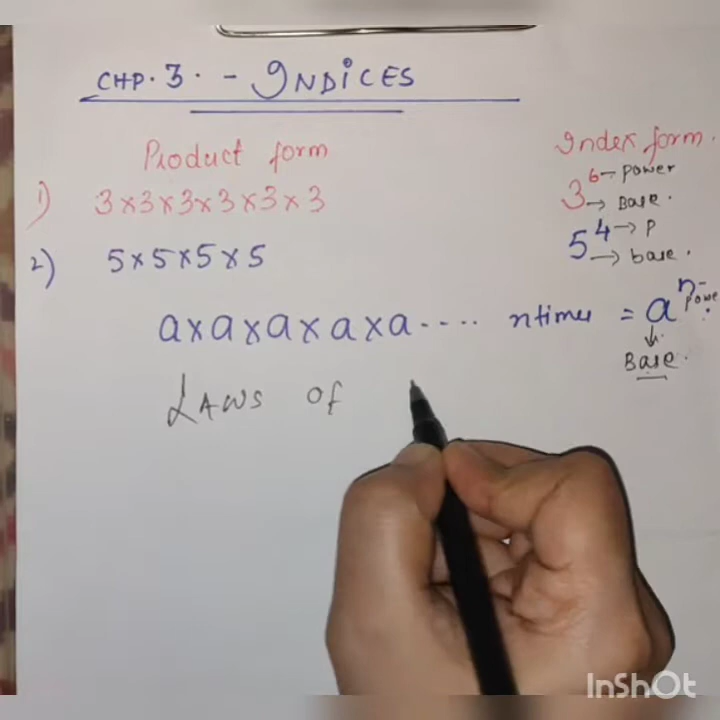 CHP. 3. - INDICES
Product form Index form.
1) 3×3×3×3×3×3 3 6 → power
→ Base.
2) 5×5×5×5 5 4 → P
→ base.
a×a×a×a×a.... n times = a n - power
↓
Base.
LAWS Of
InShOt